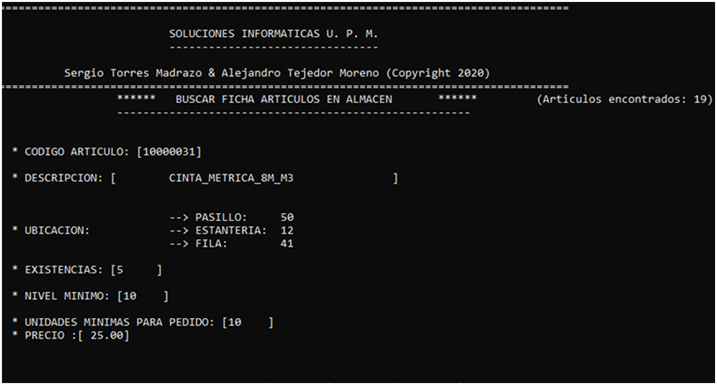 ================================================================================
SOLUCIONES INFORMATICAS U. P. M.
--------------------------------
Sergio Torres Madrazo & Alejandro Tejedor Moreno (Copyright 2020)
================================================================================
****** BUSCAR FICHA ARTICULOS EN ALMACEN ****** (Articulos encontrados: 19)
------------------------------------------------------
* CODIGO ARTICULO: [10000031]
* DESCRIPCION: [ CINTA_METRICA_8M_M3 ]
--> PASILLO: 50
* UBICACION: --> ESTANTERIA: 12
--> FILA: 41
* EXISTENCIAS: [5 ]
* NIVEL MINIMO: [10 ]
* UNIDADES MINIMAS PARA PEDIDO: [10 ]
* PRECIO :[ 25.00]